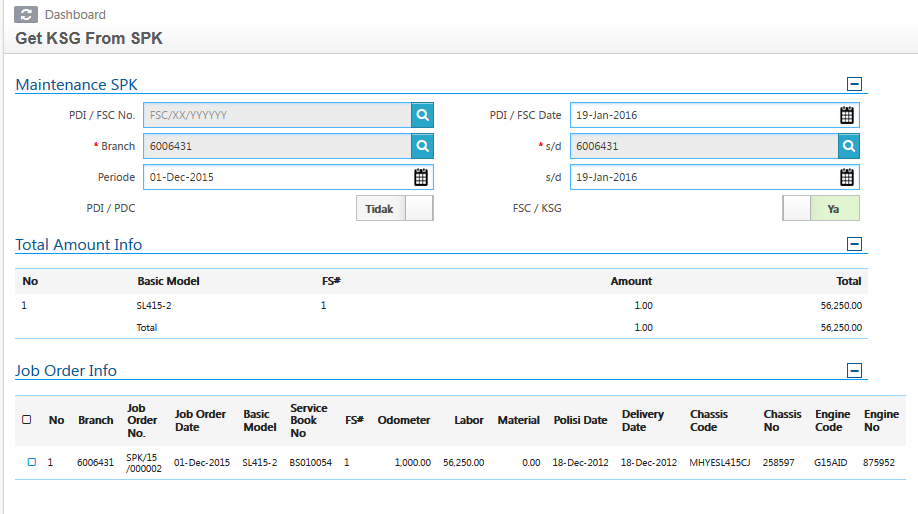 Dashboard
Get KSG From SPK
Maintenance SPK
PDI / FSC No. FSC/XX/YYYYYY PDI / FSC Date 19-Jan-2016
* Branch 6006431 * s/d 6006431
Periode 01-Dec-2015 s/d 19-Jan-2016
PDI / PDC Tidak FSC / KSG Ya
Total Amount Info
No Basic Model FS# Amount Total
1 SL415-2 1 1.00 56,250.00
Total 1.00 56,250.00
Job Order Info
No Branch Job Order No. Job Order Date Basic Model Service Book No FS# Odometer Labor Material Polisi Date Delivery Date Chassis Code Chassis No Engine Code Engine No
1 6006431 SPK/15/000002 01-Dec-2015 SL415-2 BS010054 1 1,000.00 56,250.00 0.00 18-Dec-2012 18-Dec-2012 MHYESL415CJ 258597 G15AID 875952